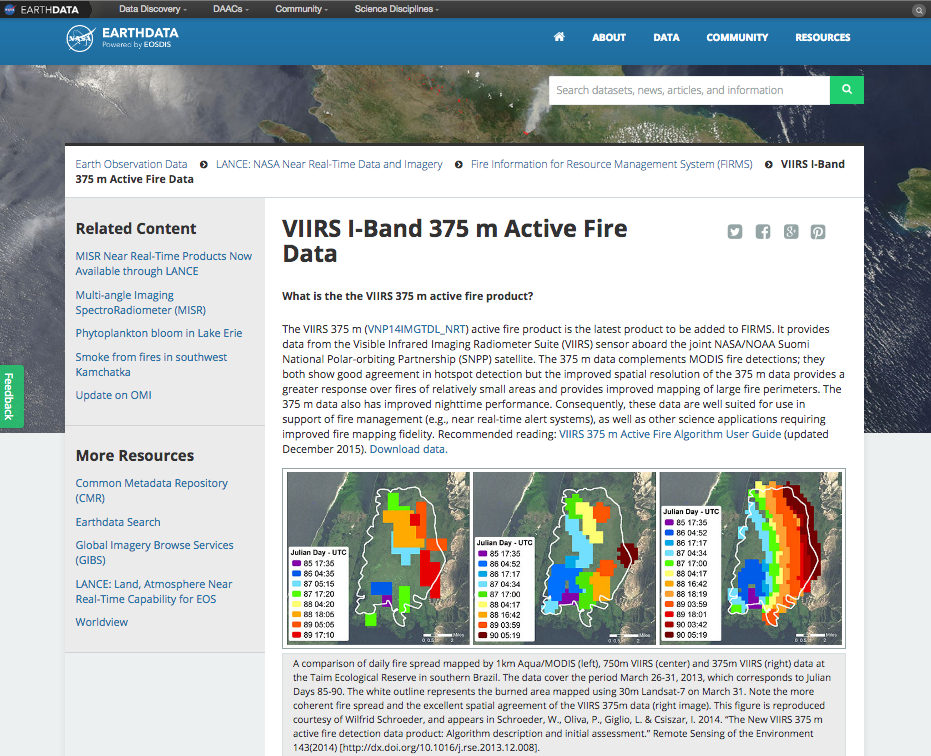 EARTHDATA
Data Discovery
DAACs
Community
Science Disciplines
NASA
EARTHDATA
Powered by EOSDIS
ABOUT
DATA
COMMUNITY
RESOURCES
Search datasets, news, articles, and information
Earth Observation Data
LANCE: NASA Near Real-Time Data and Imagery
Fire Information for Resource Management System (FIRMS)
VIIRS I-Band
375 m Active Fire Data
Related Content
MISR Near Real-Time Products Now
Available through LANCE
Multi-angle Imaging
SpectroRadiometer (MISR)
Phytoplankton bloom in Lake Erie
Smoke from fires in southwest
Kamchatka
Update on OMI
Feedback
More Resources
Common Metadata Repository
(CMR)
Earthdata Search
Global Imagery Browse Services
(GIBS)
LANCE: Land, Atmosphere Near
Real-Time Capability for EOS
Worldview
VIIRS I-Band 375 m Active Fire
Data
What is the the VIIRS 375 m active fire product?
The VIIRS 375 m (VNP14IMGTDL_NRT) active fire product is the latest product to be added to FIRMS. It provides
data from the Visible Infrared Imaging Radiometer Suite (VIIRS) sensor aboard the joint NASA/NOAA Suomi
National Polar-orbiting Partnership (SNPP) satellite. The 375 m data complements MODIS fire detections; they
both show good agreement in hotspot detection but the improved spatial resolution of the 375 m data provides a
greater response over fires of relatively small areas and provides improved mapping of large fire perimeters. The
375 m data also has improved nighttime performance. Consequently, these data are well suited for use in
support of fire management (e.g., near real-time alert systems), as well as other science applications requiring
improved fire mapping fidelity. Recommended reading: VIIRS 375 m Active Fire Algorithm User Guide (updated
December 2015). Download data.
Julian Day - UTC
85 17:35
86 04:35
87 05:15
87 17:20
88 04:20
88 18:05
89 05:05
89 17:10
Julian Day - UTC
85 17:35
86 04:52
86 17:17
87 04:34
87 17:00
88 04:17
88 16:42
89 03:59
90 05:19
Julian Day - UTC
85 17:35
86 04:52
86 17:17
87 04:34
87 17:00
88 04:17
88 16:42
88 18:19
89 03:59
89 18:01
90 03:42
90 05:19
A comparison of daily fire spread mapped by 1km Aqua/MODIS (left), 750m VIIRS (center) and 375m VIIRS (right) data at
the Taim Ecological Reserve in southern Brazil. The data cover the period March 26-31, 2013, which corresponds to Julian
Days 85-90. The white outline represents the burned area mapped using 30m Landsat-7 on March 31. Note the more
coherent fire spread and the excellent spatial agreement of the VIIRS 375m data (right image). This figure is reproduced
courtesy of Wilfrid Schroeder, and appears in Schroeder, W., Oliva, P., Giglio, L. & Csiszar, I. 2014. "The New VIIRS 375 m
active fire detection data product: Algorithm description and initial assessment." Remote Sensing of the Environment
143(2014) [http://dx.doi.org/10.1016/j.rse.2013.12.008].